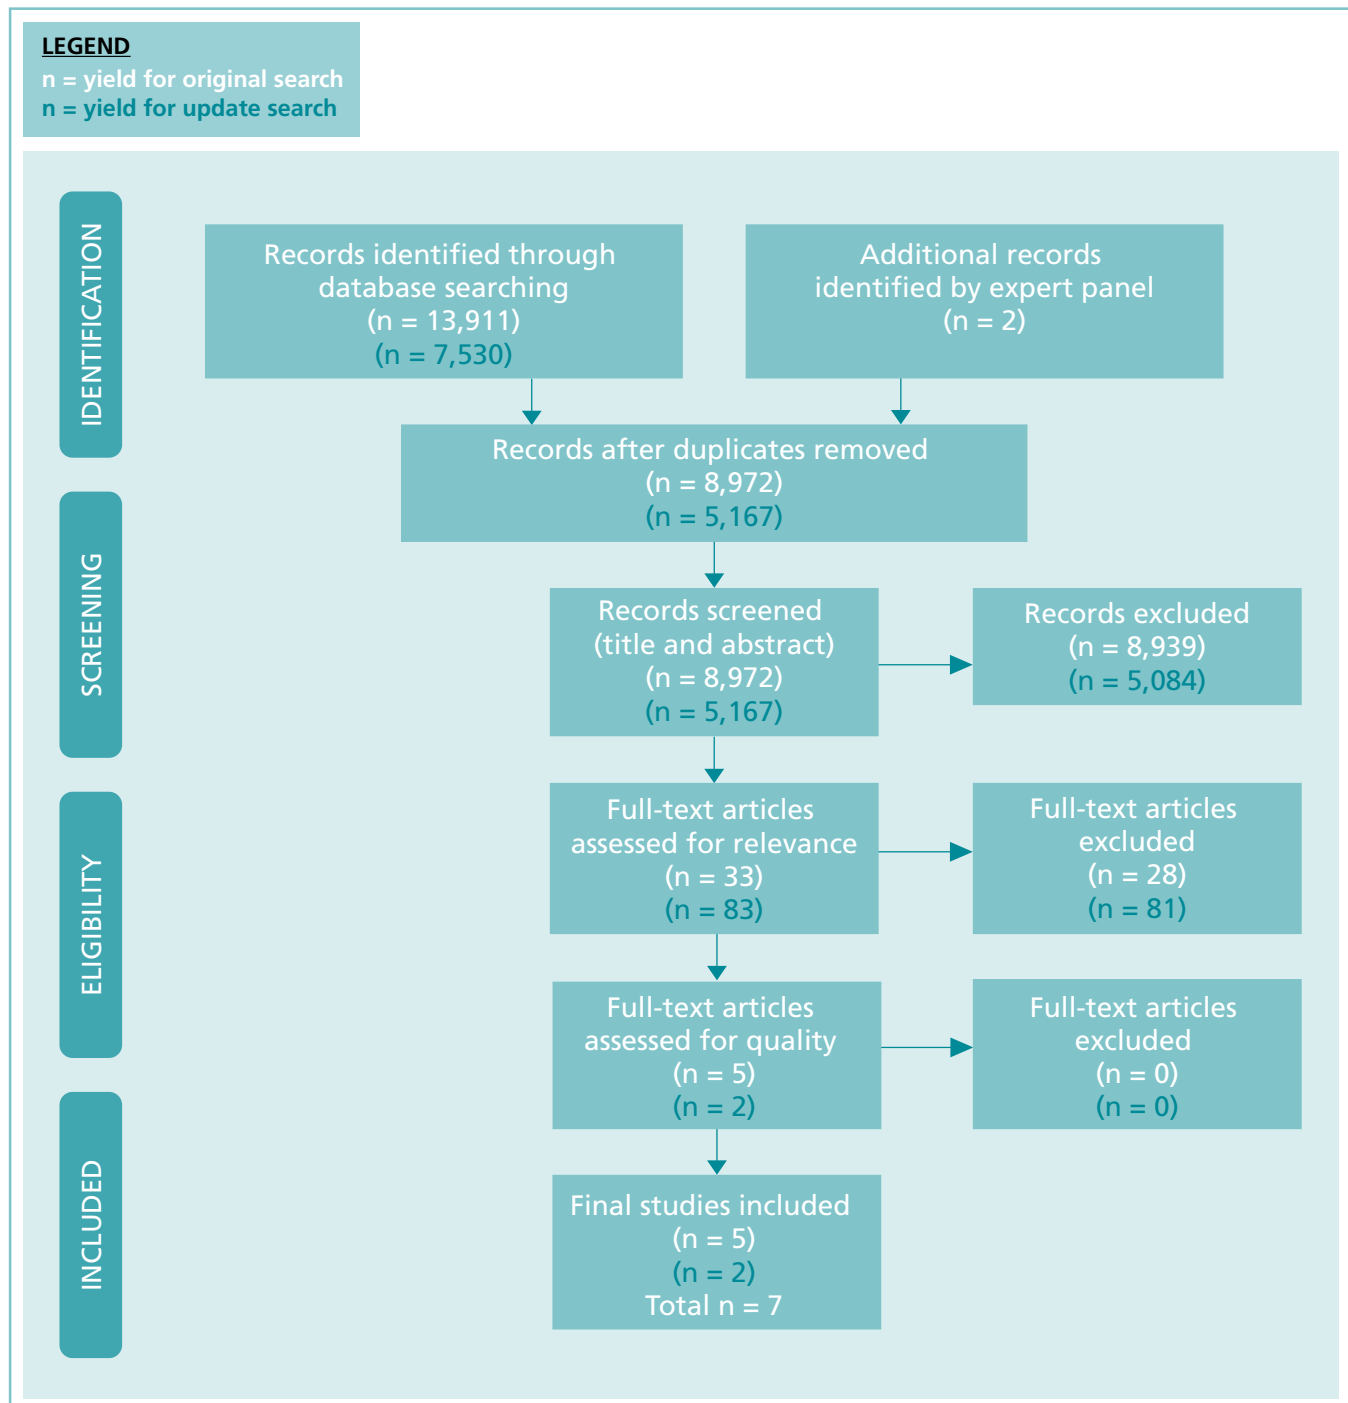 LEGEND
n = yield for original search
n = yield for update search
IDENTIFICATION
Records identified through
database searching
(n = 13,911)
(n = 7,530)
Additional records
identified by expert panel
(n = 2)
Records after duplicates removed
(n = 8,972)
(n = 5,167)
SCREENING
Records screened
(title and abstract)
(n = 8,972)
(n = 5,167)
Records excluded
(n = 8,939)
(n = 5,084)
ELIGIBILITY
Full-text articles
assessed for relevance
(n = 33)
(n = 83)
Full-text articles
excluded
(n = 28)
(n = 81)
Full-text articles
assessed for quality
(n = 5)
(n = 2)
Full-text articles
excluded
(n = 0)
(n = 0)
INCLUDED
Final studies included
(n = 5)
(n = 2)
Total n = 7